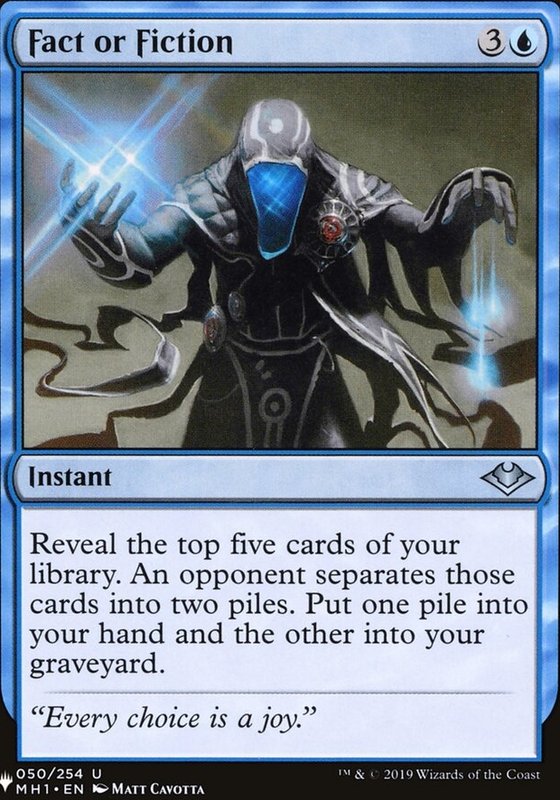 Fact or Fiction
3
Instant
Reveal the top five cards of your
library. An opponent separates those
cards into two piles. Put one pile into
your hand and the other into your
graveyard.
“Every choice is a joy.”
050/254 U
MH1 • EN Matt Cavotta
™ & © 2019 Wizards of the Coast